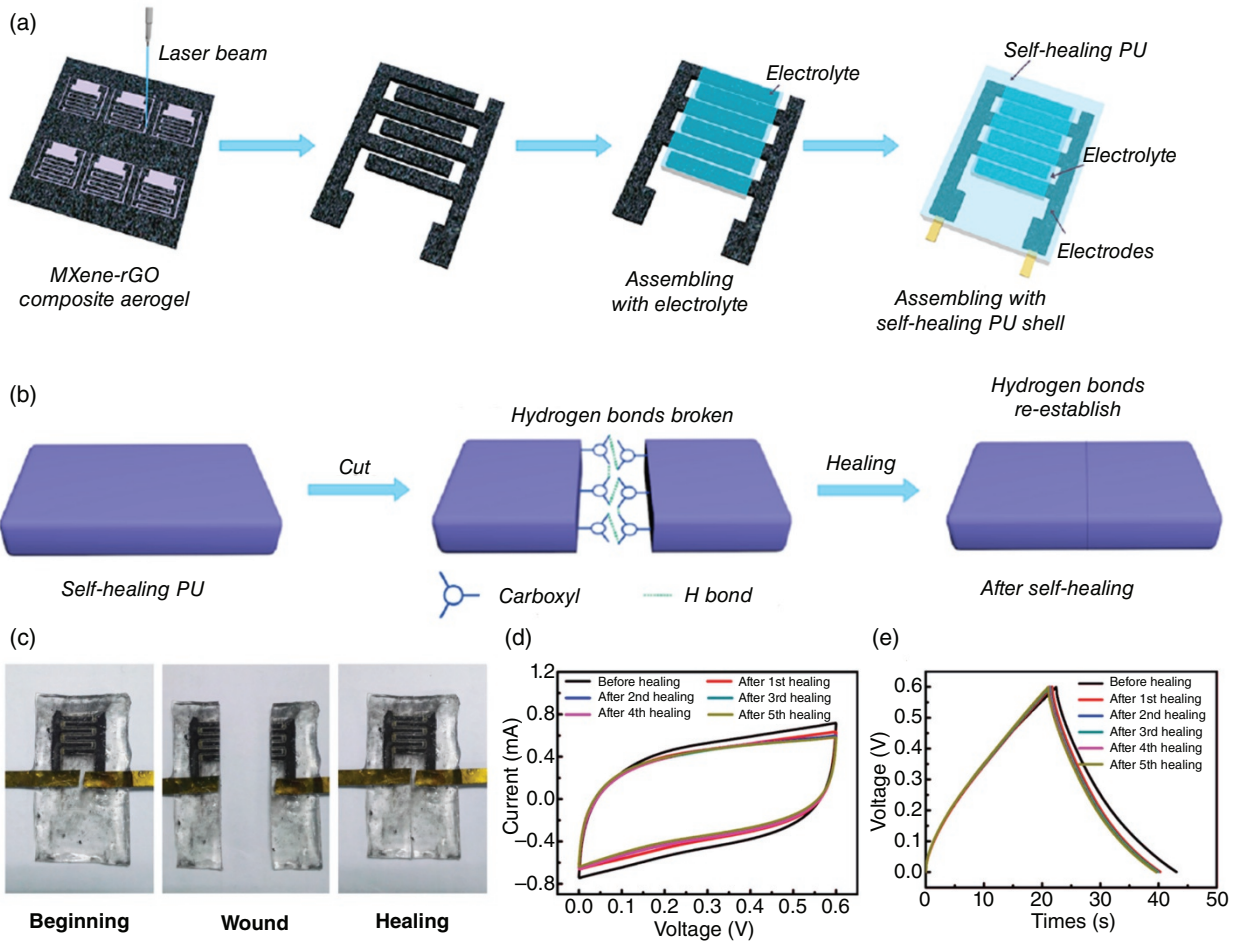 (a)
Laser beam
MXene-rGO
composite aerogel
Electrolyte
Assembling
with electrolyte
Self-healing PU
Electrolyte
Electrodes
Assembling with
self-healing PU shell
(b)
Self-healing PU
Cut
Hydrogen bonds broken
Carboxyl
H bond
Healing
Hydrogen bonds
re-establish
After self-healing
(c)
Beginning
Wound
Healing
(d)
Current (mA)
1.2
0.8
0.4
0.0
−0.4
−0.8
Before healing
After 1st healing
After 2nd healing
After 3rd healing
After 4th healing
After 5th healing
0.0 0.1 0.2 0.3 0.4 0.5 0.6
Voltage (V)
(e)
Voltage (V)
0.6
0.5
0.4
0.3
0.2
0.1
0.0
Before healing
After 1st healing
After 2nd healing
After 3rd healing
After 4th healing
After 5th healing
0 10 20 30 40 50
Times (s)